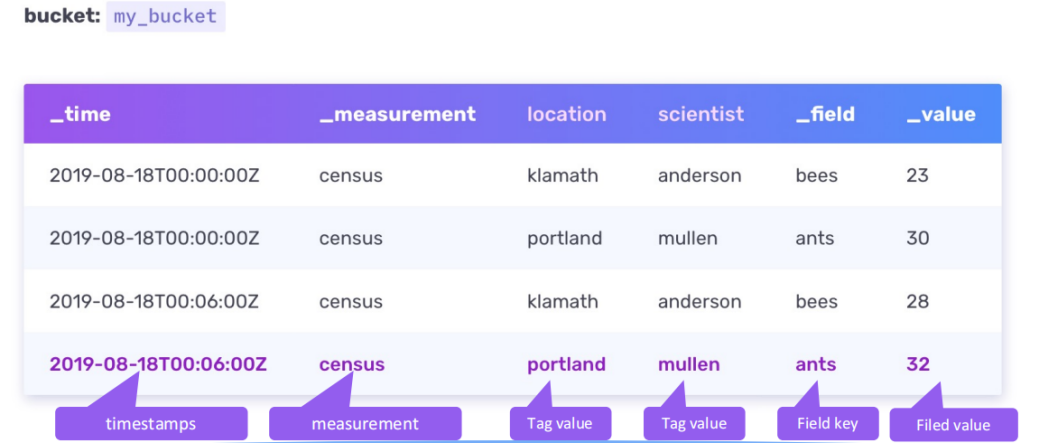 bucket: my_bucket
_time _measurement location scientist _field _value
2019-08-18T00:00:00Z census klamath anderson bees 23
2019-08-18T00:00:00Z census portland mullen ants 30
2019-08-18T00:06:00Z census klamath anderson bees 28
2019-08-18T00:06:00Z census portland mullen ants 32
timestamps measurement Tag value Tag value Field key Filed value